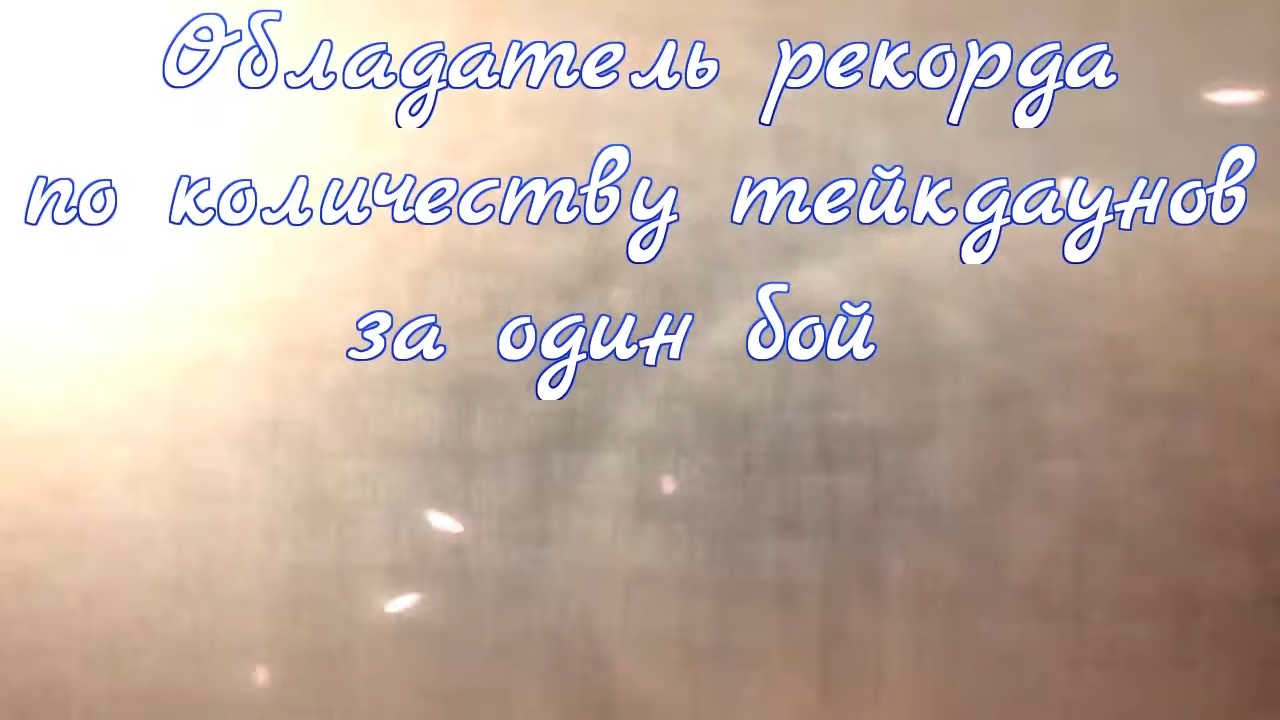 Обладатель рекорда
по количеству тейкдаунов
за один бой